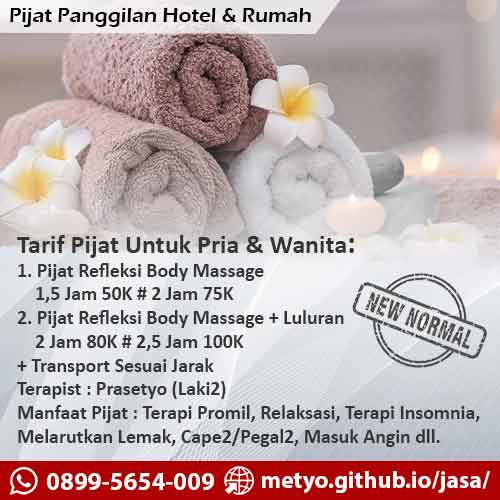 Pijat Panggilan Hotel & Rumah
Tarif Pijat Untuk Pria & Wanita:
1. Pijat Refleksi Body Massage
1,5 Jam 50K # 2 Jam 75K
2. Pijat Refleksi Body Massage + Luluran
2 Jam 80K # 2,5 Jam 100K
+ Transport Sesuai Jarak
Terapist : Prasetyo (Laki2)
Manfaat Pijat : Terapi Promil, Relaksasi, Terapi Insomnia,
Melarutkan Lemak, Cape2/Pegal2, Masuk Angin dll.
NEW NORMAL
0899-5654-009 metyo.github.io/jasa/